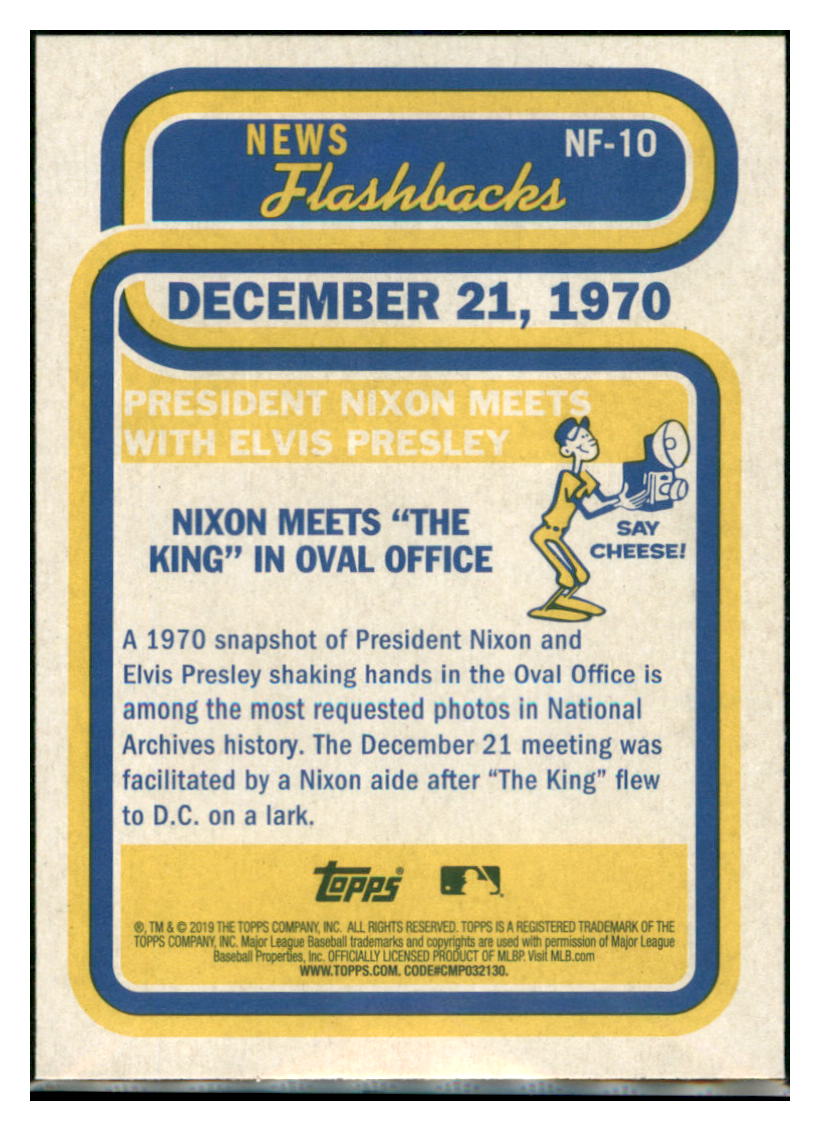 NEWS
NF-10
Flashbacks
DECEMBER 21, 1970
PRESIDENT NIXON MEETS
WITH ELVIS PRESLEY
NIXON MEETS “THE
KING” IN OVAL OFFICE
SAY
CHEESE!
A 1970 snapshot of President Nixon and
Elvis Presley shaking hands in the Oval Office is
among the most requested photos in National
Archives history. The December 21 meeting was
facilitated by a Nixon aide after “The King” flew
to D.C. on a lark.
topps®
®, TM & © 2019 THE TOPPS COMPANY, INC. ALL RIGHTS RESERVED. TOPPS IS A REGISTERED TRADEMARK OF THE
TOPPS COMPANY, INC. Major League Baseball trademarks and copyrights are used with permission of Major League
Baseball Properties, Inc. OFFICIALLY LICENSED PRODUCT OF MLBP. Visit MLB.com
WWW.TOPPS.COM. CODE#CMP032130.